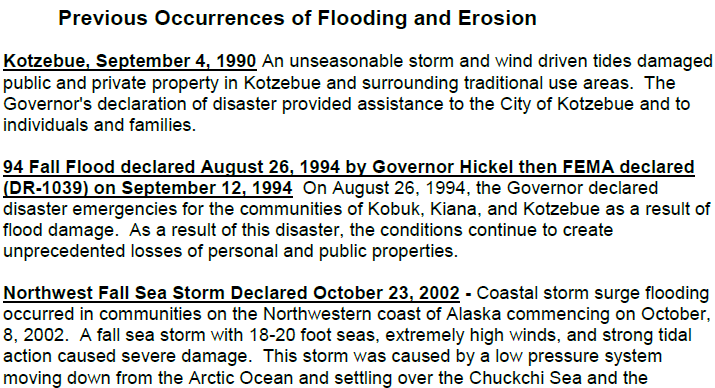 Previous Occurrences of Flooding and Erosion
Kotzebue, September 4, 1990 An unseasonable storm and wind driven tides damaged
public and private property in Kotzebue and surrounding traditional use areas.  The
Governor's declaration of disaster provided assistance to the City of Kotzebue and to
individuals and families.
94 Fall Flood declared August 26, 1994 by Governor Hickel then FEMA declared
(DR-1039) on September 12, 1994  On August 26, 1994, the Governor declared
disaster emergencies for the communities of Kobuk, Kiana, and Kotzebue as a result of
flood damage.  As a result of this disaster, the conditions continue to create
unprecedented losses of personal and public properties.
Northwest Fall Sea Storm Declared October 23, 2002 - Coastal storm surge flooding
occurred in communities on the Northwestern coast of Alaska commencing on October,
8, 2002.  A fall sea storm with 18-20 foot seas, extremely high winds, and strong tidal
action caused severe damage.  This storm was caused by a low pressure system
moving down from the Arctic Ocean and settling over the Chuckchi Sea and the